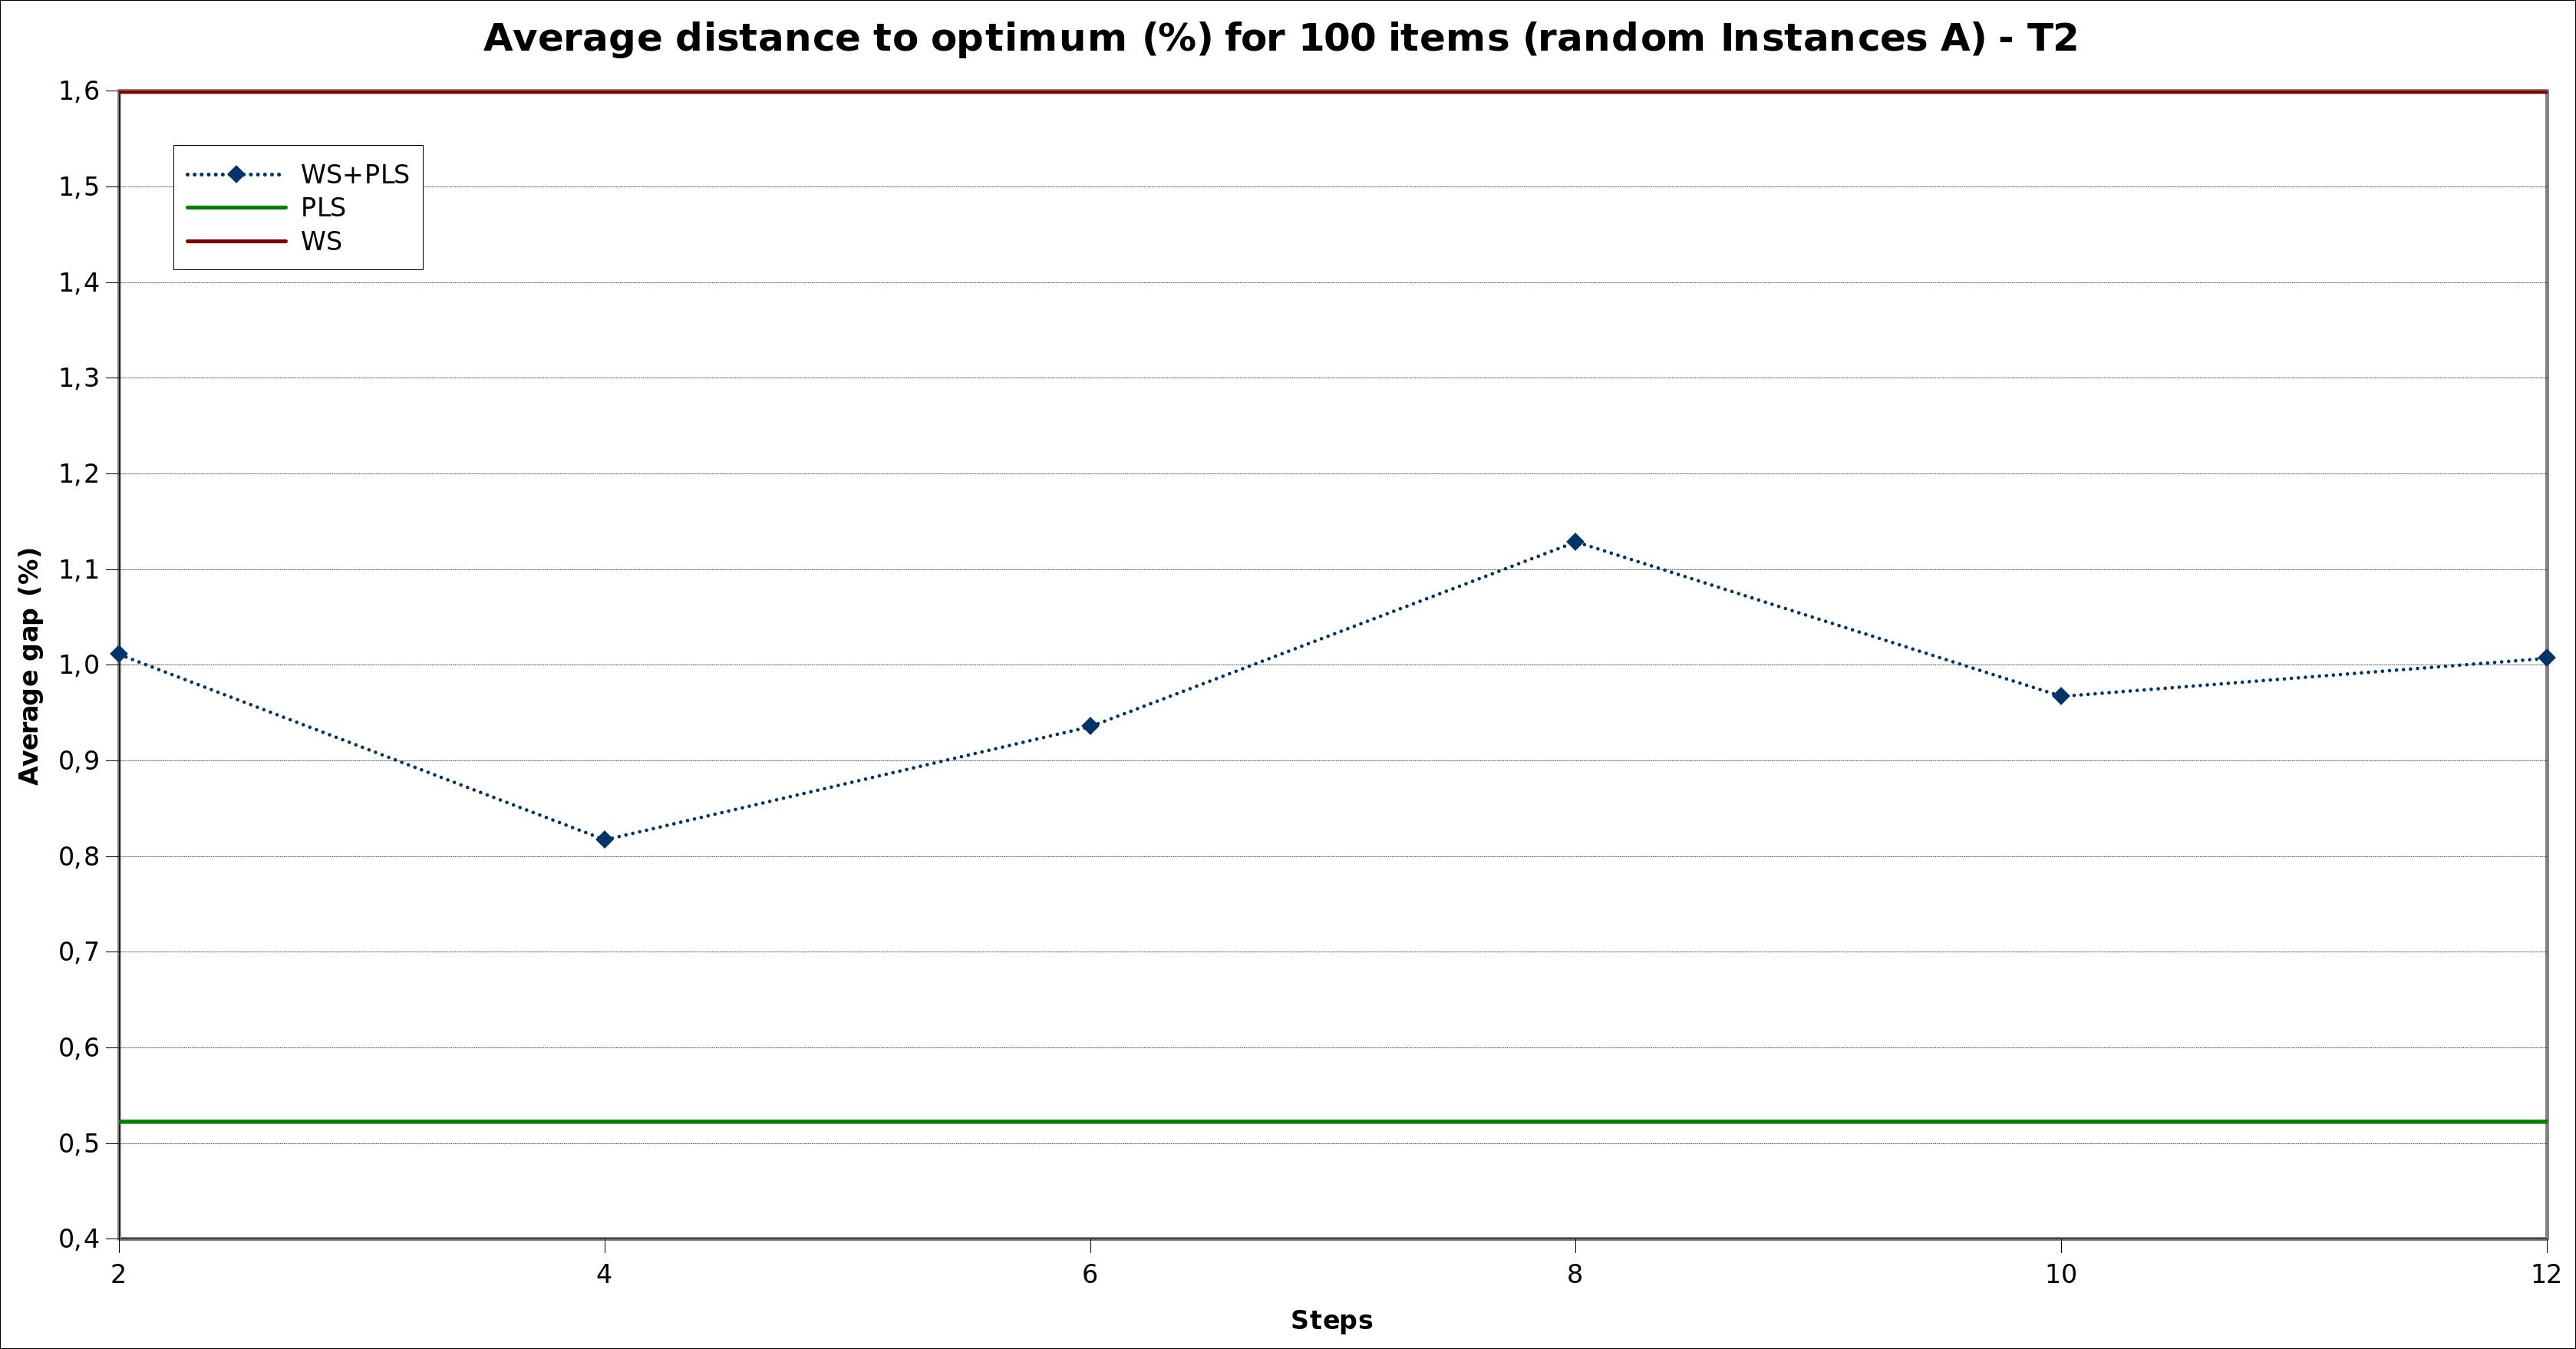 Average distance to optimum (%) for 100 items (random Instances A) - T2
1,6
1,5
1,4
1,3
1,2
1,1
1,0
0,9
0,8
0,7
0,6
0,5
0,4
WS+PLS
PLS
WS
Average gap (%)
2 4 6 8 10 12
Steps